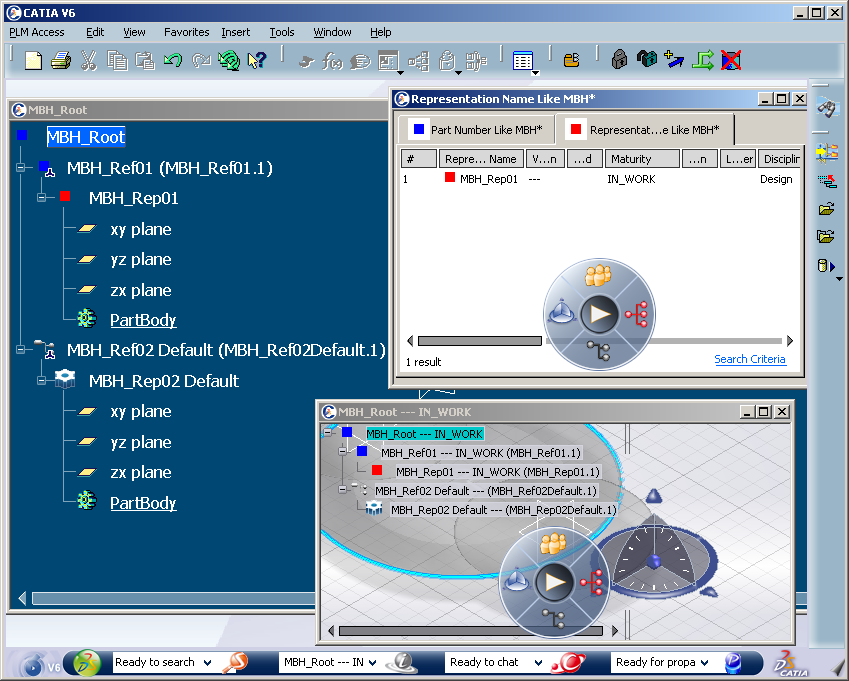 CATIA V6
PLM Access Edit View Favorites Insert Tools Window Help
MBH_Root
MBH_Root
MBH_Ref01 (MBH_Ref01.1)
MBH_Rep01
xy plane
yz plane
zx plane
PartBody
MBH_Ref02 Default (MBH_Ref02Default.1)
MBH_Rep02 Default
xy plane
yz plane
zx plane
PartBody
Representation Name Like MBH*
Part Number Like MBH* Representat...e Like MBH*
# Repre... Name V...n ...d Maturity ...n L...er Disciplin
1 MBH_Rep01 --- IN_WORK Design
1 result Search Criteria
MBH_Root --- IN_WORK
MBH_Root --- IN_WORK
MBH_Ref01 --- IN_WORK (MBH_Ref01.1)
MBH_Rep01 --- IN_WORK (MBH_Rep01.1)
MBH_Ref02 Default --- (MBH_Ref02Default.1)
MBH_Rep02 Default --- (MBH_Rep02Default.1)
V6 Ready to search MBH_Root --- IN Ready to chat Ready for propa CATIA